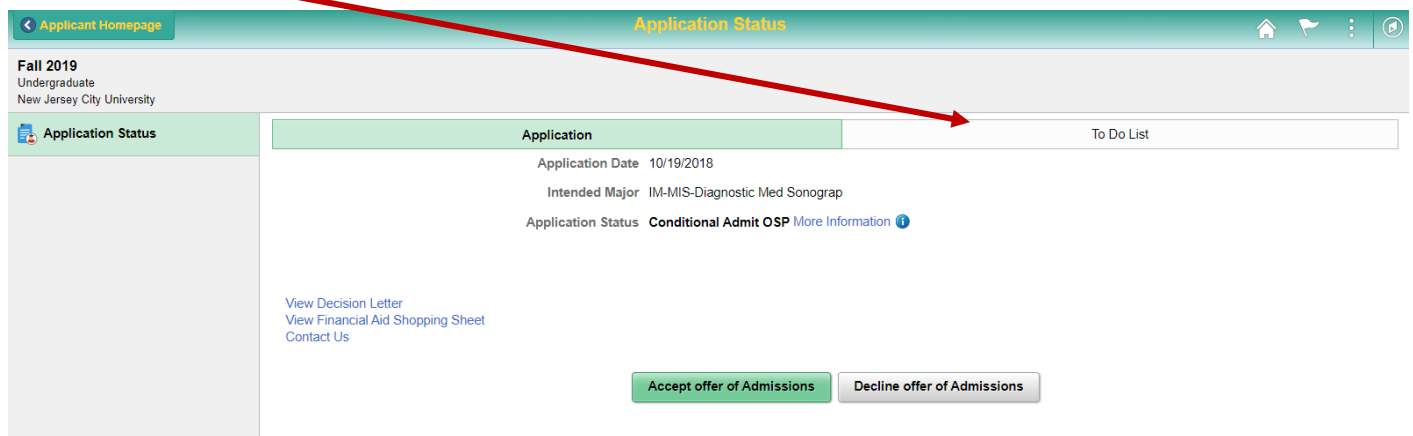 Applicant Homepage
Application Status
Fall 2019
Undergraduate
New Jersey City University
Application Status
Application
To Do List
Application Date 10/19/2018
Intended Major IM-MIS-Diagnostic Med Sonograp
Application Status Conditional Admit OSP More Information
View Decision Letter
View Financial Aid Shopping Sheet
Contact Us
Accept offer of Admissions
Decline offer of Admissions